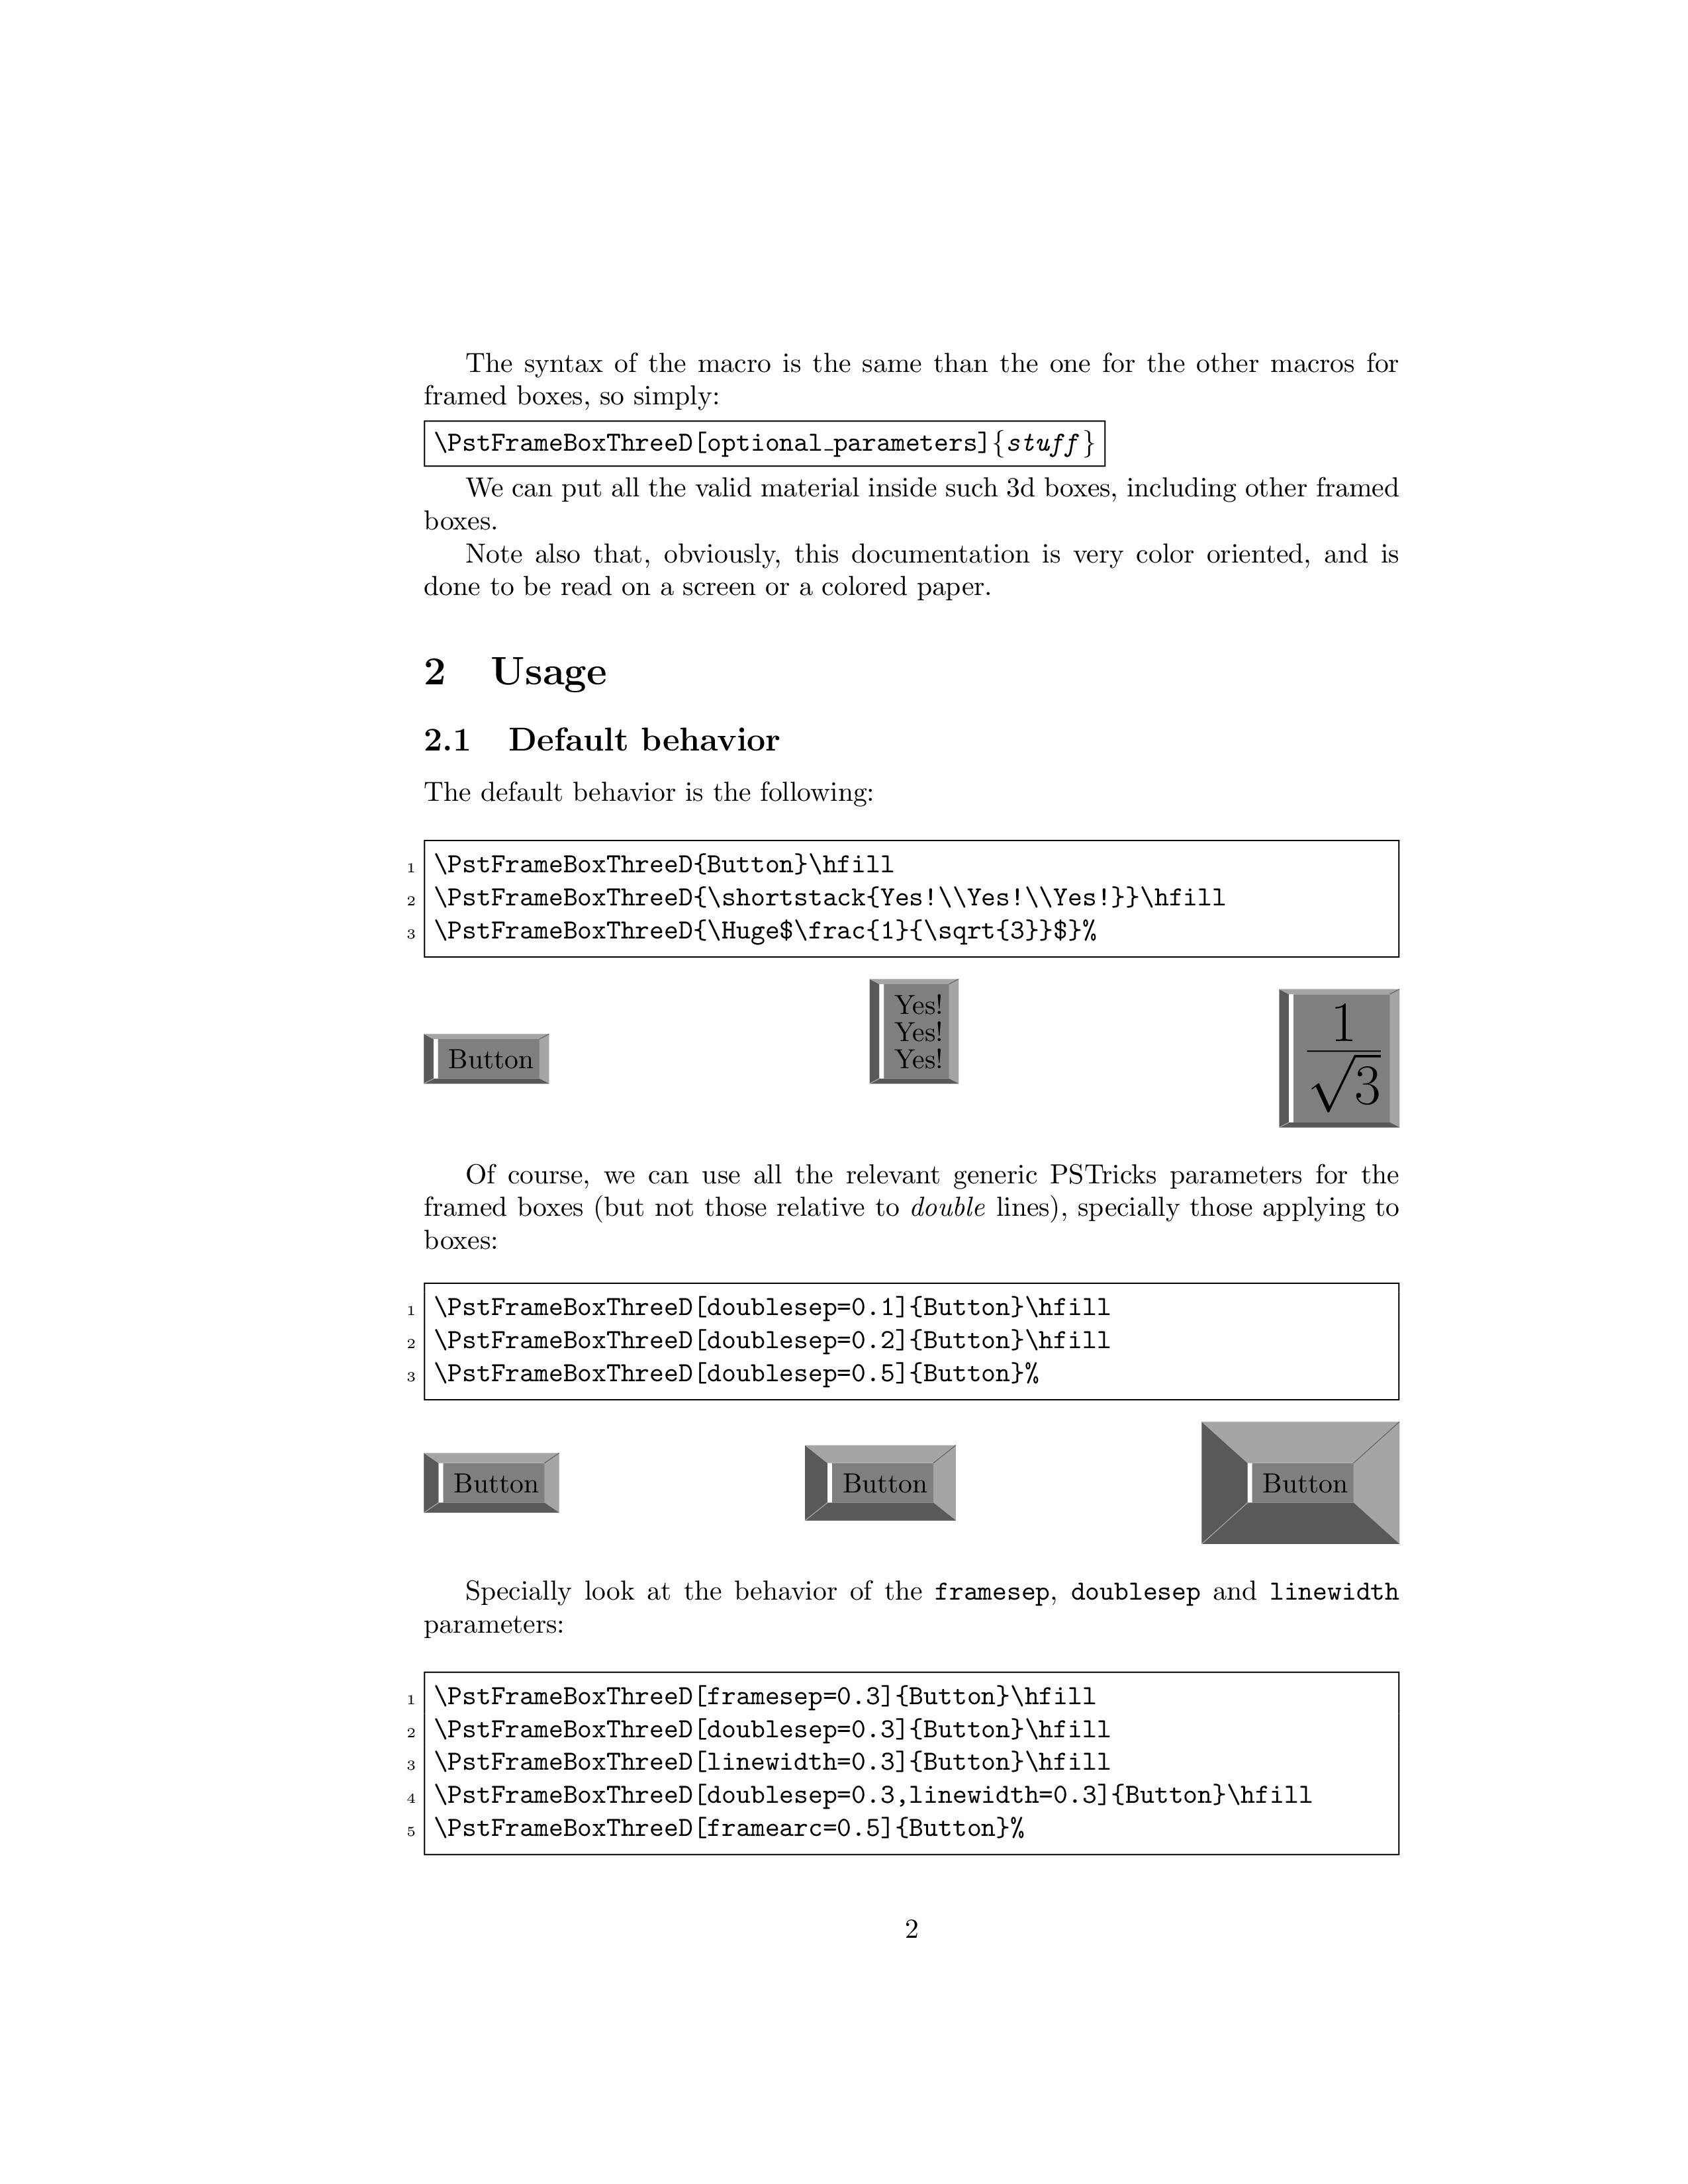 The syntax of the macro is the same than the one for the other macros for
framed boxes, so simply:
\PstFrameBoxThreeD[optional_parameters]{stuff}
We can put all the valid material inside such 3d boxes, including other framed
boxes.
Note also that, obviously, this documentation is very color oriented, and is
done to be read on a screen or a colored paper.
2 Usage
2.1 Default behavior
The default behavior is the following:
1 \PstFrameBoxThreeD{Button}\hfill
2 \PstFrameBoxThreeD{\shortstack{Yes!\\Yes!\\Yes!}}\hfill
3 \PstFrameBoxThreeD{\Huge$\frac{1}{\sqrt{3}}$}%
Button
Yes!
Yes!
Yes!
1
√3
Of course, we can use all the relevant generic PSTricks parameters for the
framed boxes (but not those relative to double lines), specially those applying to
boxes:
1 \PstFrameBoxThreeD[doublesep=0.1]{Button}\hfill
2 \PstFrameBoxThreeD[doublesep=0.2]{Button}\hfill
3 \PstFrameBoxThreeD[doublesep=0.5]{Button}%
Button Button Button
Specially look at the behavior of the framesep, doublesep and linewidth
parameters:
1 \PstFrameBoxThreeD[framesep=0.3]{Button}\hfill
2 \PstFrameBoxThreeD[doublesep=0.3]{Button}\hfill
3 \PstFrameBoxThreeD[linewidth=0.3]{Button}\hfill
4 \PstFrameBoxThreeD[doublesep=0.3,linewidth=0.3]{Button}\hfill
5 \PstFrameBoxThreeD[framearc=0.5]{Button}%
2